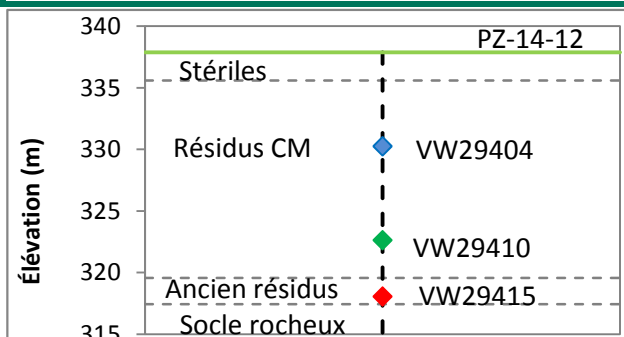 340
PZ-14-12
Stériles
335
Résidus CM
330
VW29404
325
VW29410
320
Ancien résidus
VW29415
Socle rocheux
315
Élévation (m)